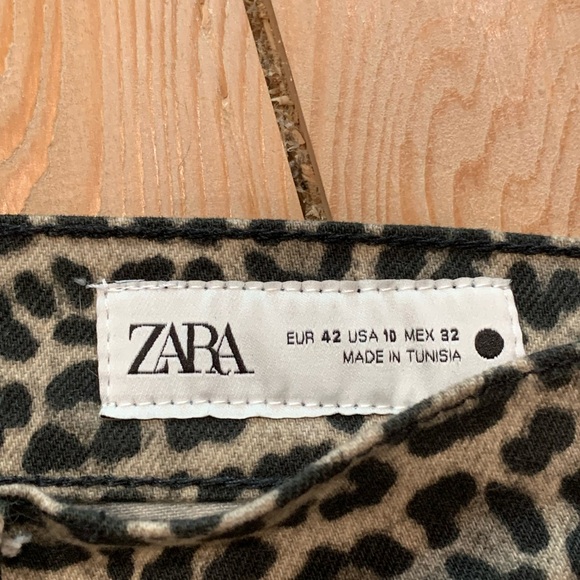 ZARA
EUR 42 USA 10 MEX 32
MADE IN TUNISIA